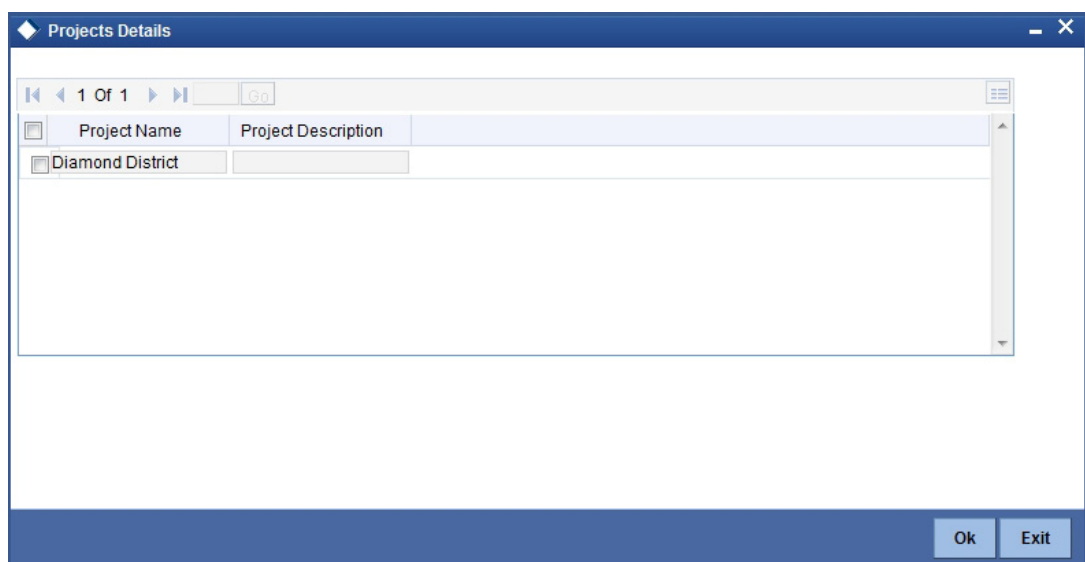 Projects Details
1 Of 1 Go
Project Name Project Description
Diamond District
Ok Exit